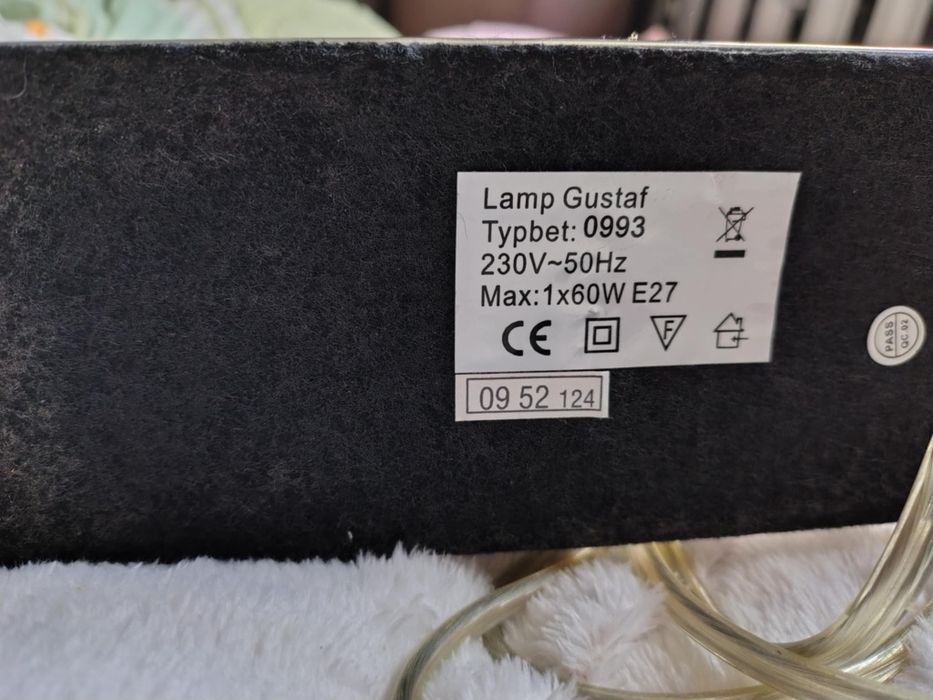 Lamp Gustaf
Typbet: 0993
230V~50Hz
Max:1x60W E27
CE
F
09 52 124
PASS
QC.02